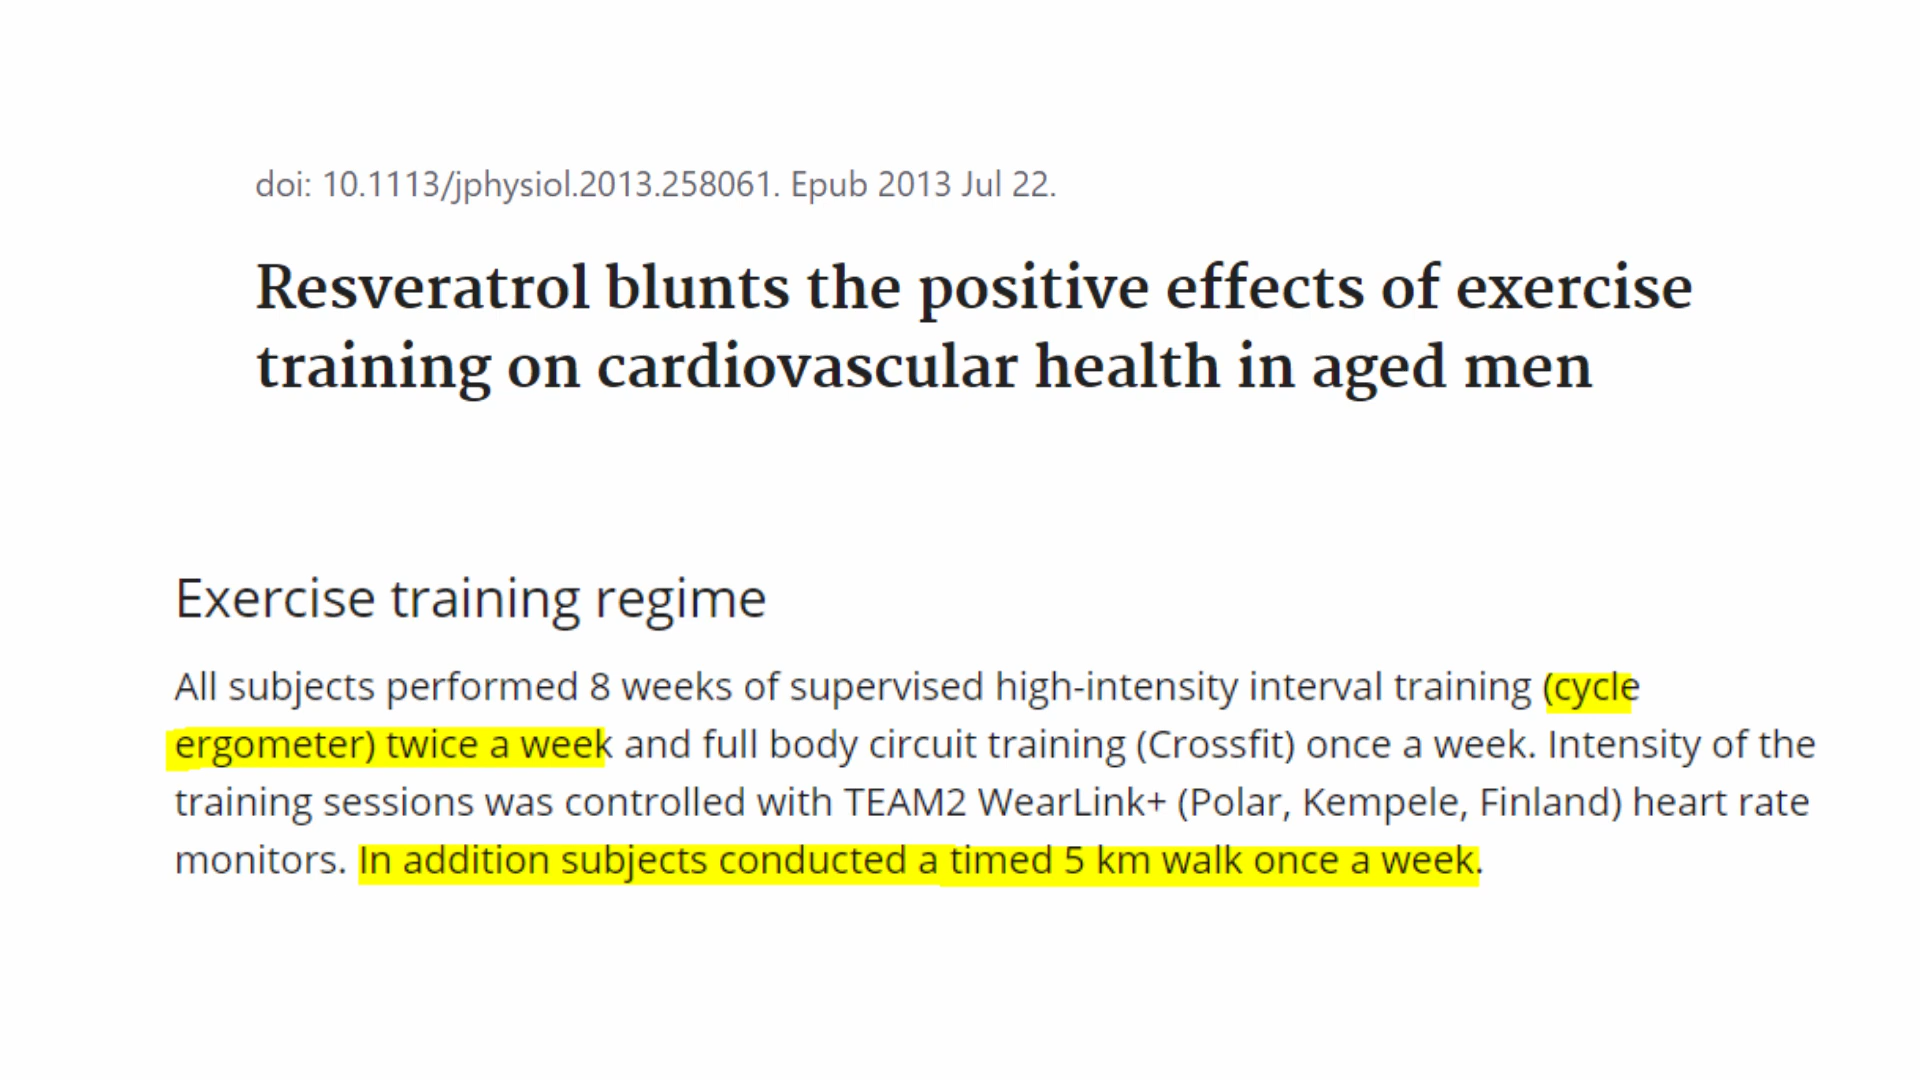 doi: 10.1113/jphysiol.2013.258061. Epub 2013 Jul 22.
Resveratrol blunts the positive effects of exercise
training on cardiovascular health in aged men
Exercise training regime
All subjects performed 8 weeks of supervised high-intensity interval training (cycle
ergometer) twice a week and full body circuit training (Crossfit) once a week. Intensity of the
training sessions was controlled with TEAM2 WearLink+ (Polar, Kempele, Finland) heart rate
monitors. In addition subjects conducted a timed 5 km walk once a week.